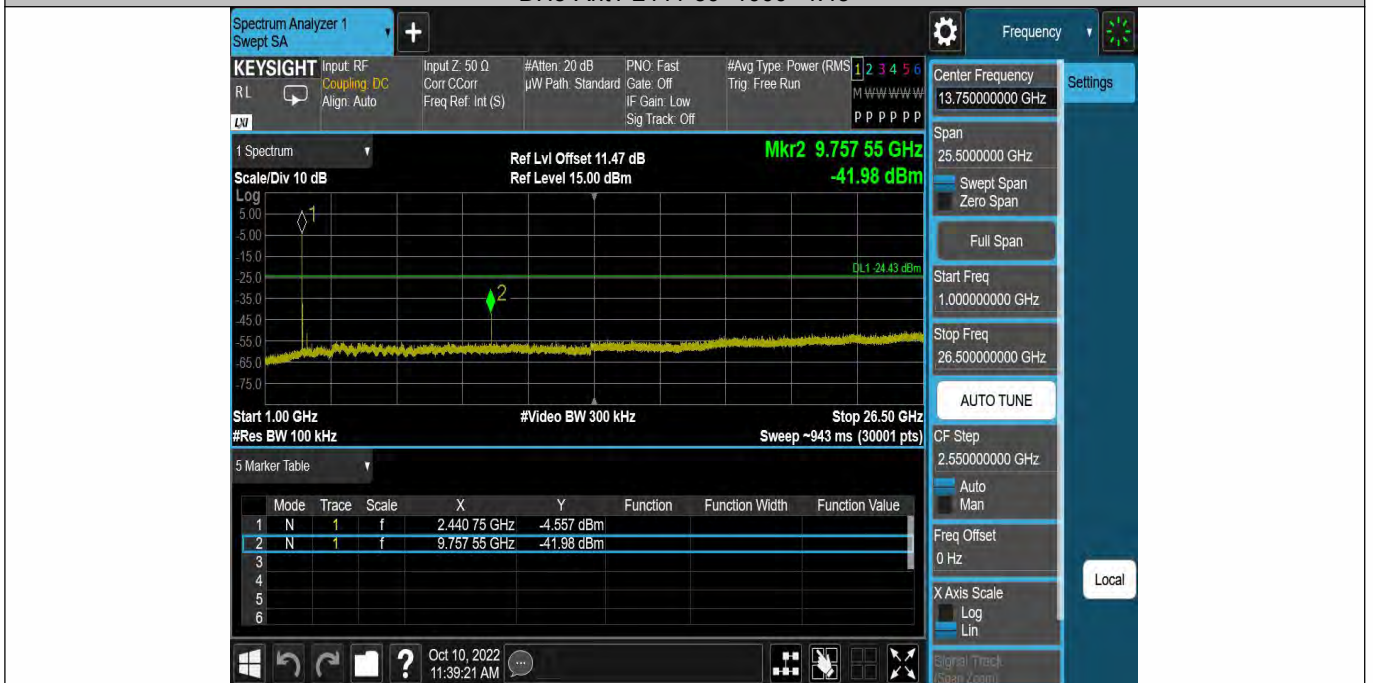 Spectrum Analyzer 1
Swept SA
+
Frequency
KEYSIGHT
RL
LXI
Input: RF
Coupling: DC
Align: Auto
Input Z: 50 Ω
Corr CCorr
Freq Ref: Int (S)
#Atten: 20 dB
µW Path: Standard
PNO: Fast
Gate: Off
IF Gain: Low
Sig Track: Off
#Avg Type: Power (RMS
Trig: Free Run
1 2 3 4 5 6
M W W W W W
P P P P P P
1 Spectrum
Scale/Div 10 dB
Ref Lvl Offset 11.47 dB
Ref Level 15.00 dBm
Mkr2 9.757 55 GHz
-41.98 dBm
Log
5.00
-5.00
-15.0
-25.0
-35.0
-45.0
-55.0
-65.0
-75.0
1
2
DL1 -24.43 dBm
Start 1.00 GHz
#Video BW 300 kHz
Stop 26.50 GHz
#Res BW 100 kHz
Sweep ~943 ms (30001 pts)
5 Marker Table
Mode Trace Scale X Y Function Function Width Function Value
1 N 1 f 2.440 75 GHz -4.557 dBm
2 N 1 f 9.757 55 GHz -41.98 dBm
3
4
5
6
Center Frequency
13.750000000 GHz
Settings
Span
25.5000000 GHz
Swept Span
Zero Span
Full Span
Start Freq
1.000000000 GHz
Stop Freq
26.500000000 GHz
AUTO TUNE
CF Step
2.550000000 GHz
Auto
Man
Freq Offset
0 Hz
X Axis Scale
Log
Lin
Signal Track
(Span Zoom)
Local
?
Oct 10, 2022
11:39:21 AM